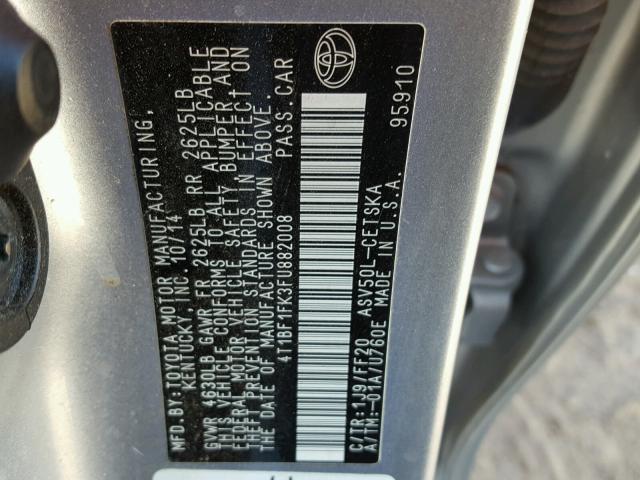 MFD.BY:TOYOTA MOTOR MANUFACTURING,
KENTUCKY, INC. 10/14
GVWR 4630LB GAWR FR 2625LB RR 2625LB
THIS VEHICLE CONFORMS TO ALL APPLICABLE
FEDERAL MOTOR VEHICLE SAFETY BUMPER AND
THEFT PREVENTION STANDARDS IN EFFECT ON
THE DATE OF MANUFACTURE SHOWN ABOVE.
4T1BF1FK3FU882008 PASS.CAR
C/TR:1J9/FF20 ASV50L-CETSKA
A/TM:-01A/U760E MADE IN U.S.A.
95910